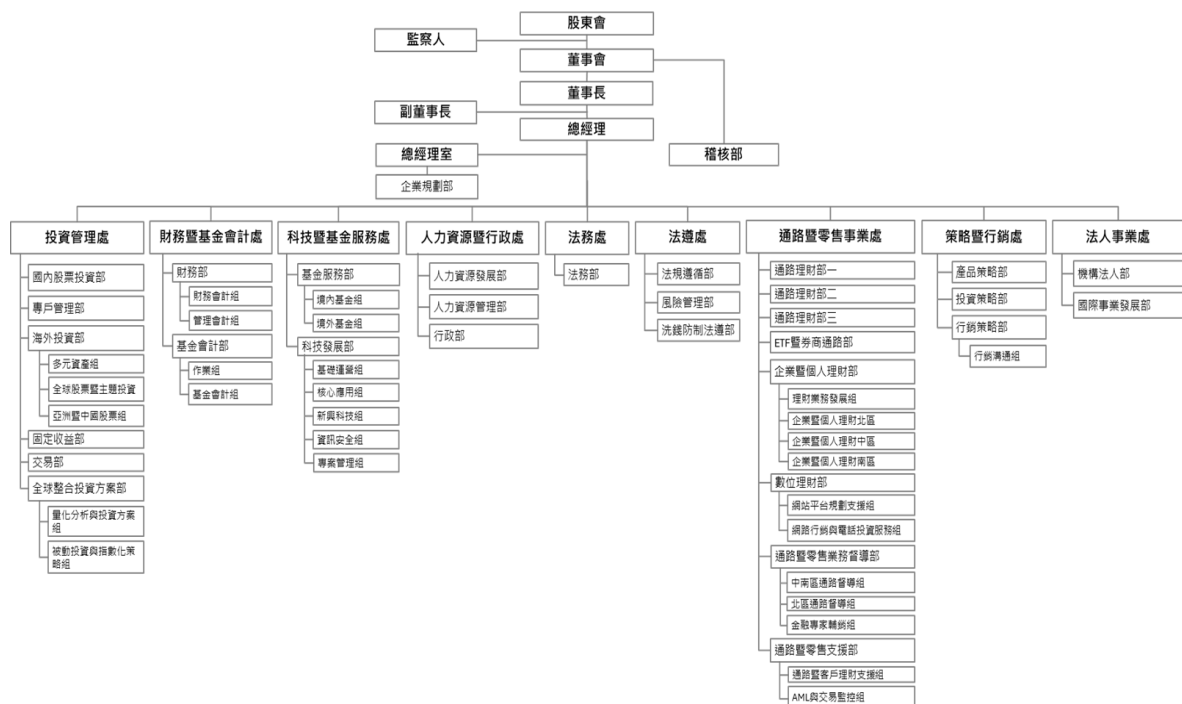 股東會
監察人
董事會
董事長
副董事長
總經理
總經理室
稽核部
企業規劃部
投資管理處
國內股票投資部
專戶管理部
海外投資部
多元資產組
全球股票暨主題投資
亞洲暨中國股票組
固定收益部
交易部
全球整合投資方案部
量化分析與投資方案
組
被動投資與指數化策
略組
財務暨基金會計處
財務部
財務會計組
管理會計組
基金會計部
作業組
基金會計組
科技暨基金服務處
基金服務部
境內基金組
境外基金組
科技發展部
基礎運營組
核心應用組
新興科技組
資訊安全組
專案管理組
人力資源暨行政處
人力資源發展部
人力資源管理部
行政部
法務處
法務部
法遵處
法規遵循部
風險管理部
洗錢防制法遵部
通路暨零售事業處
通路理財部一
通路理財部二
通路理財部三
ETF暨券商通路部
企業暨個人理財部
理財業務發展組
企業暨個人理財北區
企業暨個人理財中區
企業暨個人理財南區
數位理財部
網站平台規劃支援組
網路行銷與電話投資服務組
通路暨零售業務督導部
中南區通路督導組
北區通路督導組
金融專家輔銷組
通路暨零售支援部
通路暨客戶理財支援組
AML與交易監控組
策略暨行銷處
產品策略部
投資策略部
行銷策略部
行銷溝通組
法人事業處
機構法人部
國際事業發展部